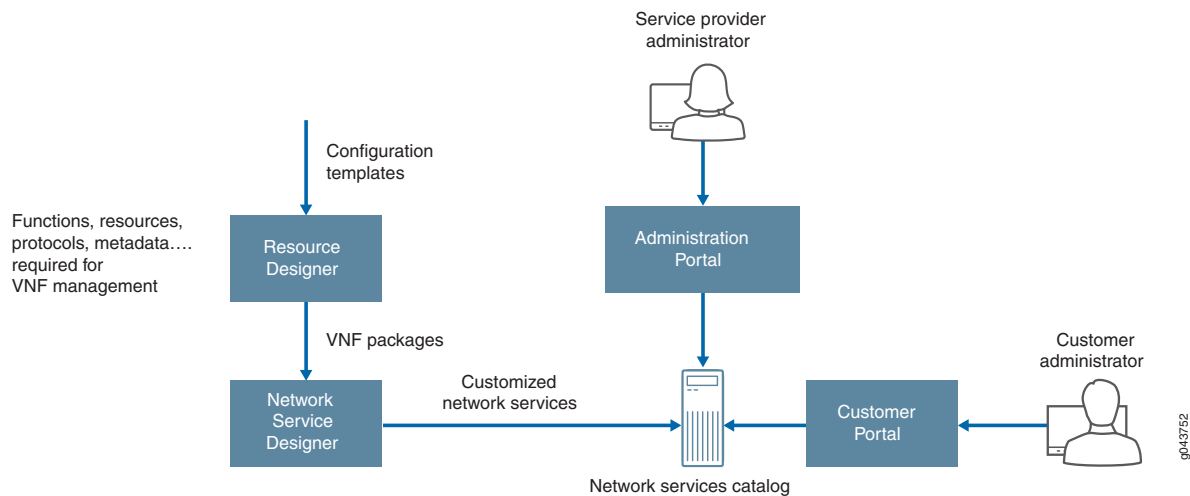 Service provider
administrator
Configuration
templates
Functions, resources,
protocols, metadata....
required for
VNF management
Resource
Designer
Administration
Portal
VNF packages
Customer
administrator
Network
Service
Designer
Customized
network services
Customer
Portal
Network services catalog
g043752